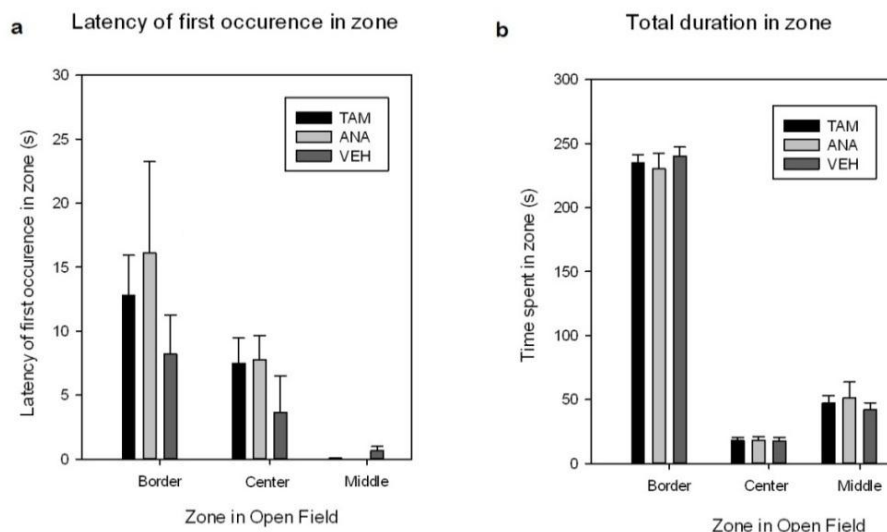 a
Latency of first occurence in zone
Latency of first occurence in zone (s)
30
25
20
15
10
5
0
TAM
ANA
VEH
Border
Center
Middle
Zone in Open Field
b
Total duration in zone
Time spent in zone (s)
300
250
200
150
100
50
0
TAM
ANA
VEH
Border
Center
Middle
Zone in Open Field